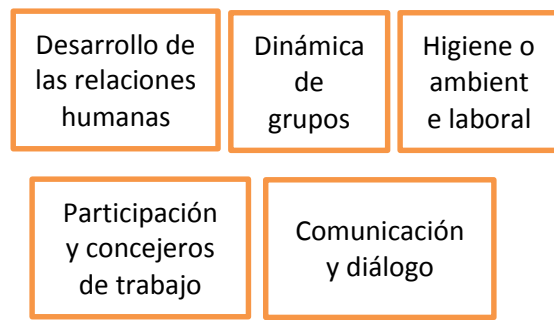 Desarrollo de
las relaciones
humanas
Dinámica
de
grupos
Higiene o
ambient
e laboral
Participación
y concejeros
de trabajo
Comunicación
y diálogo